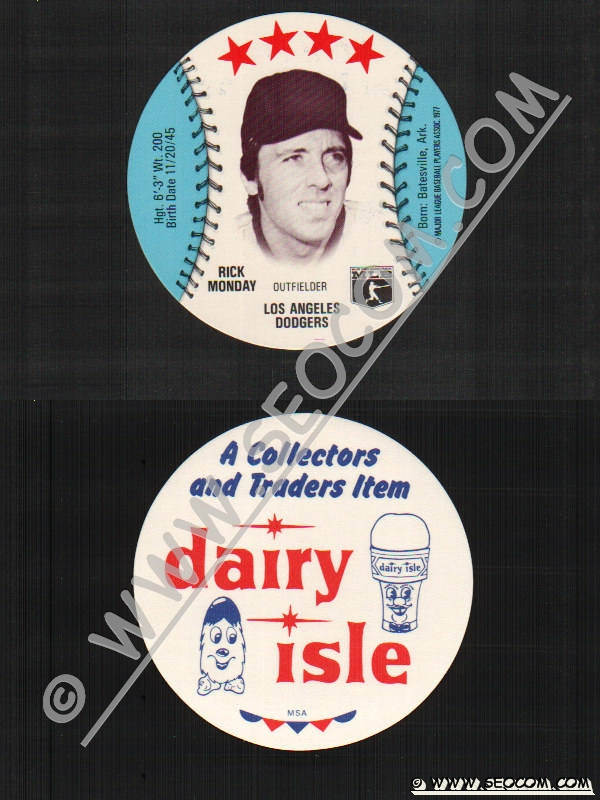 Hgt. 6'-3" Wt. 200
Birth Date 11/20/45
Born: Batesville, Ark.
MAJOR LEAGUE BASEBALL PLAYERS ASSOC. 1977
RICK
MONDAY
OUTFIELDER
LOS ANGELES
DODGERS
© WWW.SEOCOM.COM
A Collectors
and Traders Item
dairy
isle
dairy isle
MSA
© WWW.SEOCOM.COM